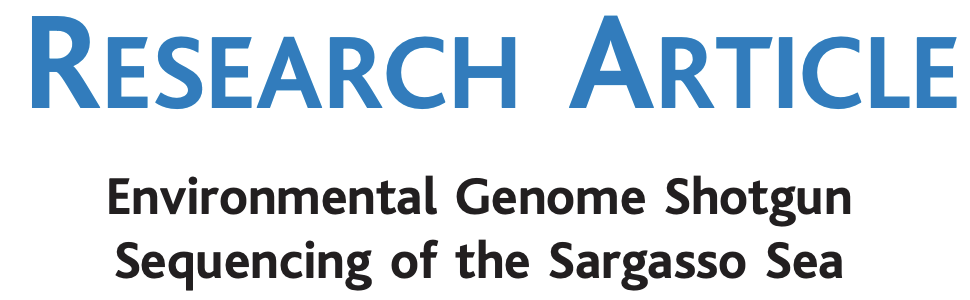 RESEARCH ARTICLE
Environmental Genome Shotgun
Sequencing of the Sargasso Sea